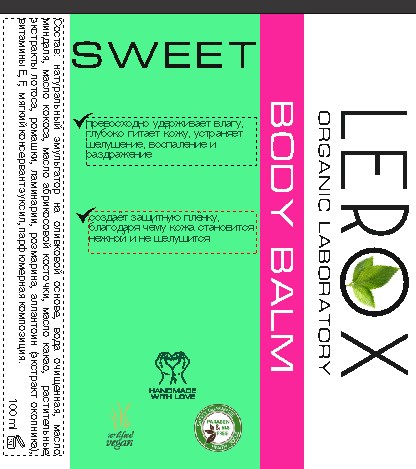 SWEET
превосходно удерживает влагу,
глубоко питает кожу, устраняет
шелушение, воспаление и
раздражение
создает защитную пленку,
благодаря чему кожа становится
нежной и не шелушится
HANDMADE
WITH LOVE
certified
vegan
PARABEN
FREE
BODY BALM
LEROX
ORGANIC LABORATORY
Состав: натуральный эмульгатор на оливковой основе, вода очищенная, масло
миндаля, масло кокоса, масло абрикосовой косточки, масло какао, растительные
экстракты лотоса, ромашки, ламинарии, розмарина, аллантоин (экстракт окопника),
витамины E, F, мягкий консервант эуксил, парфюмерная композиция.
100 ml